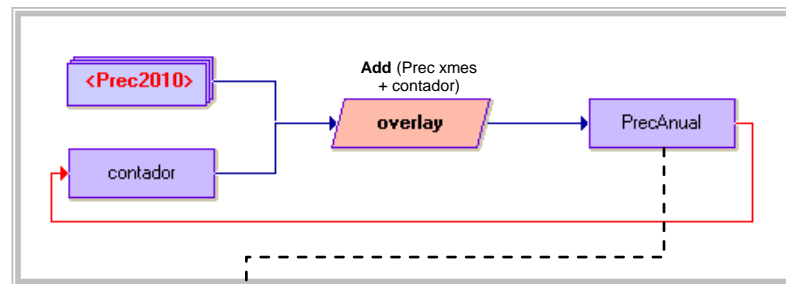 <Prec2010>
Add (Prec xmes
+ contador)
overlay
PrecAnual
contador